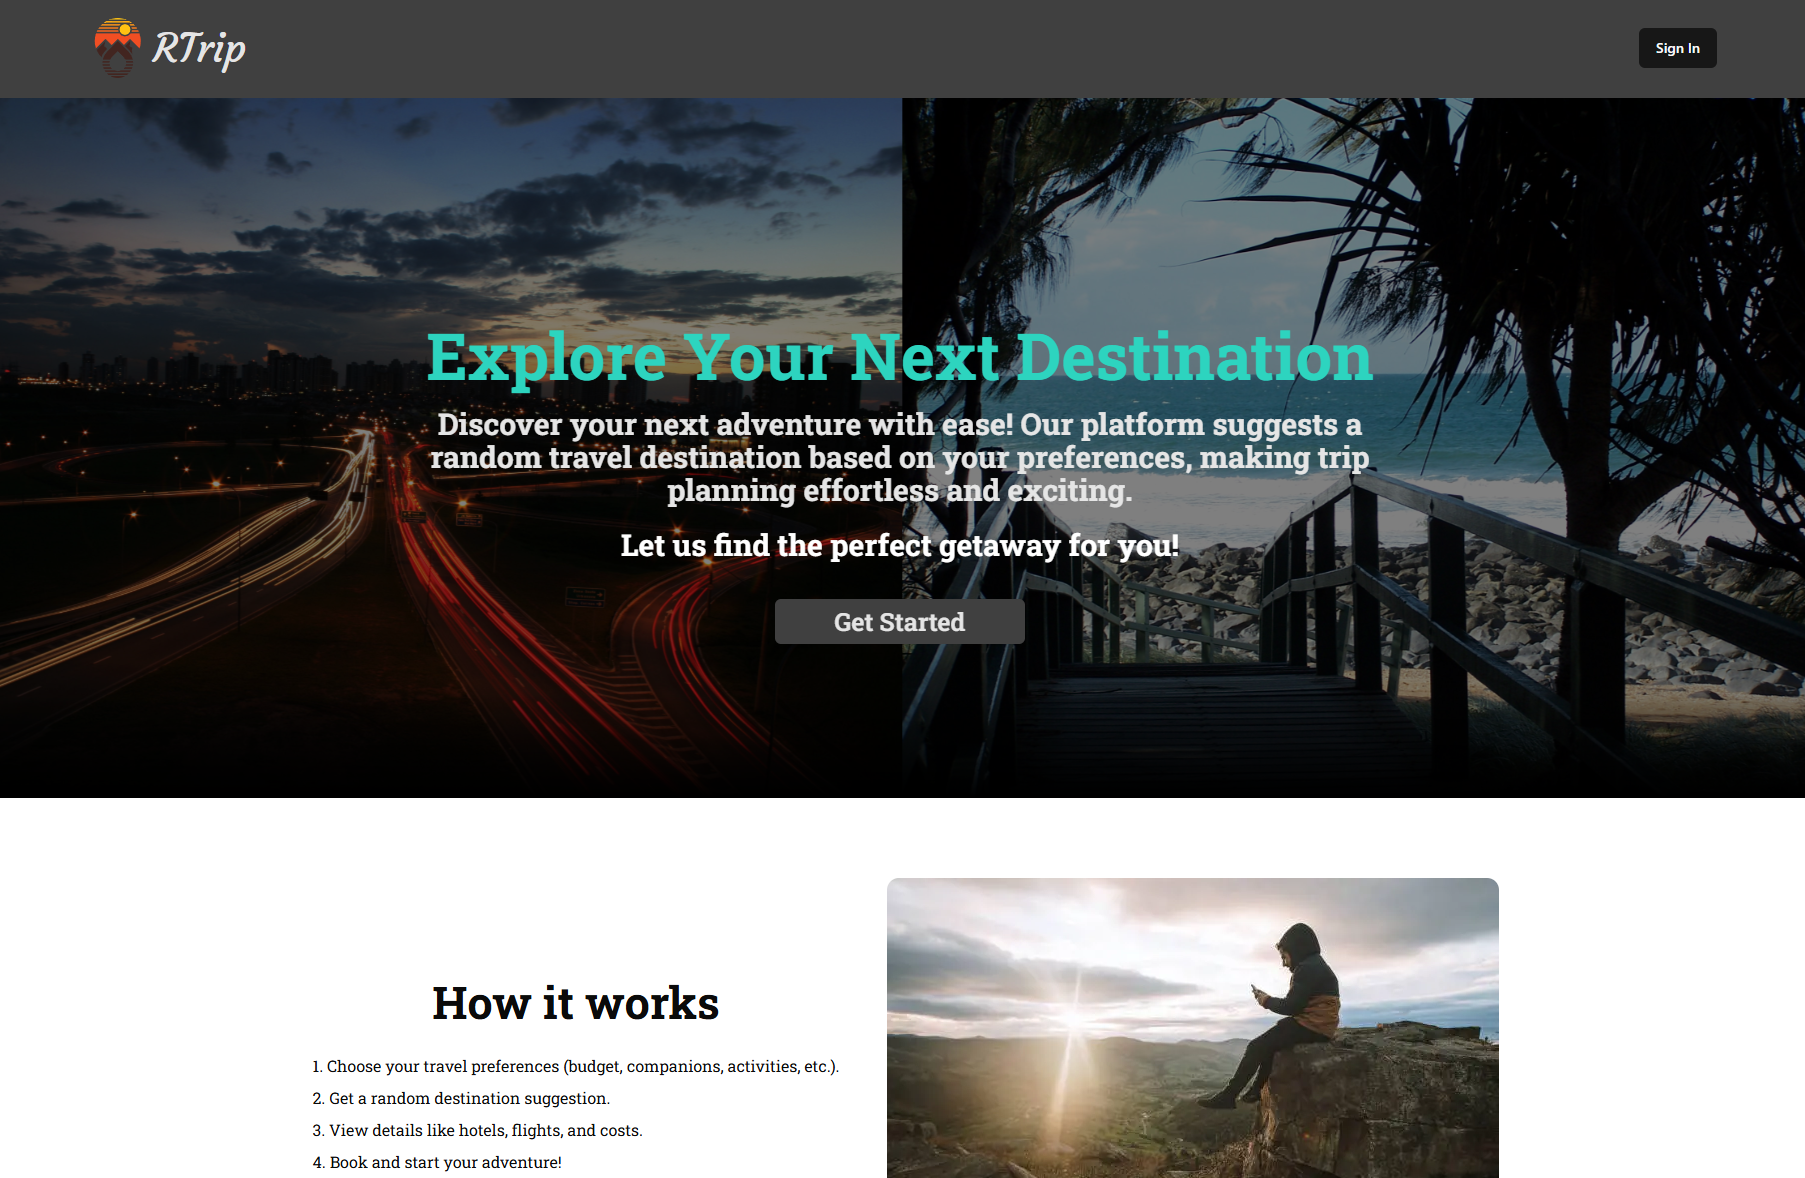 RTrip
Sign In
Explore Your Next Destination
Discover your next adventure with ease! Our platform suggests a
random travel destination based on your preferences, making trip
planning effortless and exciting.
Let us find the perfect getaway for you!
Get Started
How it works
1. Choose your travel preferences (budget, companions, activities, etc.).
2. Get a random destination suggestion.
3. View details like hotels, flights, and costs.
4. Book and start your adventure!